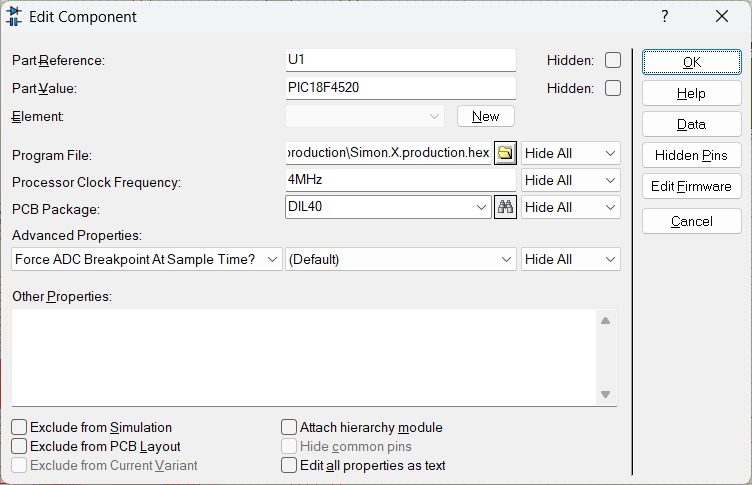 Edit Component ?
Part Reference: U1 Hidden: OK
Part Value: PIC18F4520 Hidden: Help
Element: New Data
Program File: production\Simon.X.production.hex Hide All Hidden Pins
Processor Clock Frequency: 4MHz Hide All Edit Firmware
PCB Package: DIL40 Hide All Cancel
Advanced Properties:
Force ADC Breakpoint At Sample Time? (Default) Hide All
Other Properties:
Exclude from Simulation Attach hierarchy module
Exclude from PCB Layout Hide common pins
Exclude from Current Variant Edit all properties as text